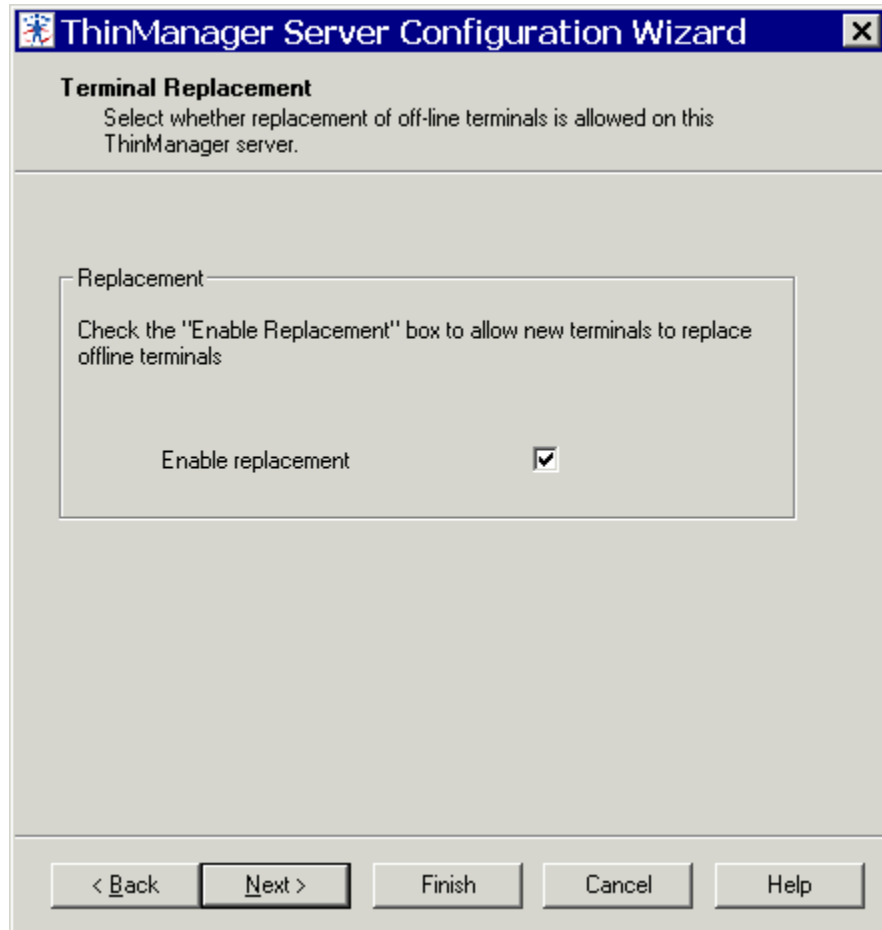 ThinManager Server Configuration Wizard
Terminal Replacement
Select whether replacement of off-line terminals is allowed on this
ThinManager server.
Replacement
Check the "Enable Replacement" box to allow new terminals to replace
offline terminals
Enable replacement
< Back Next > Finish Cancel Help